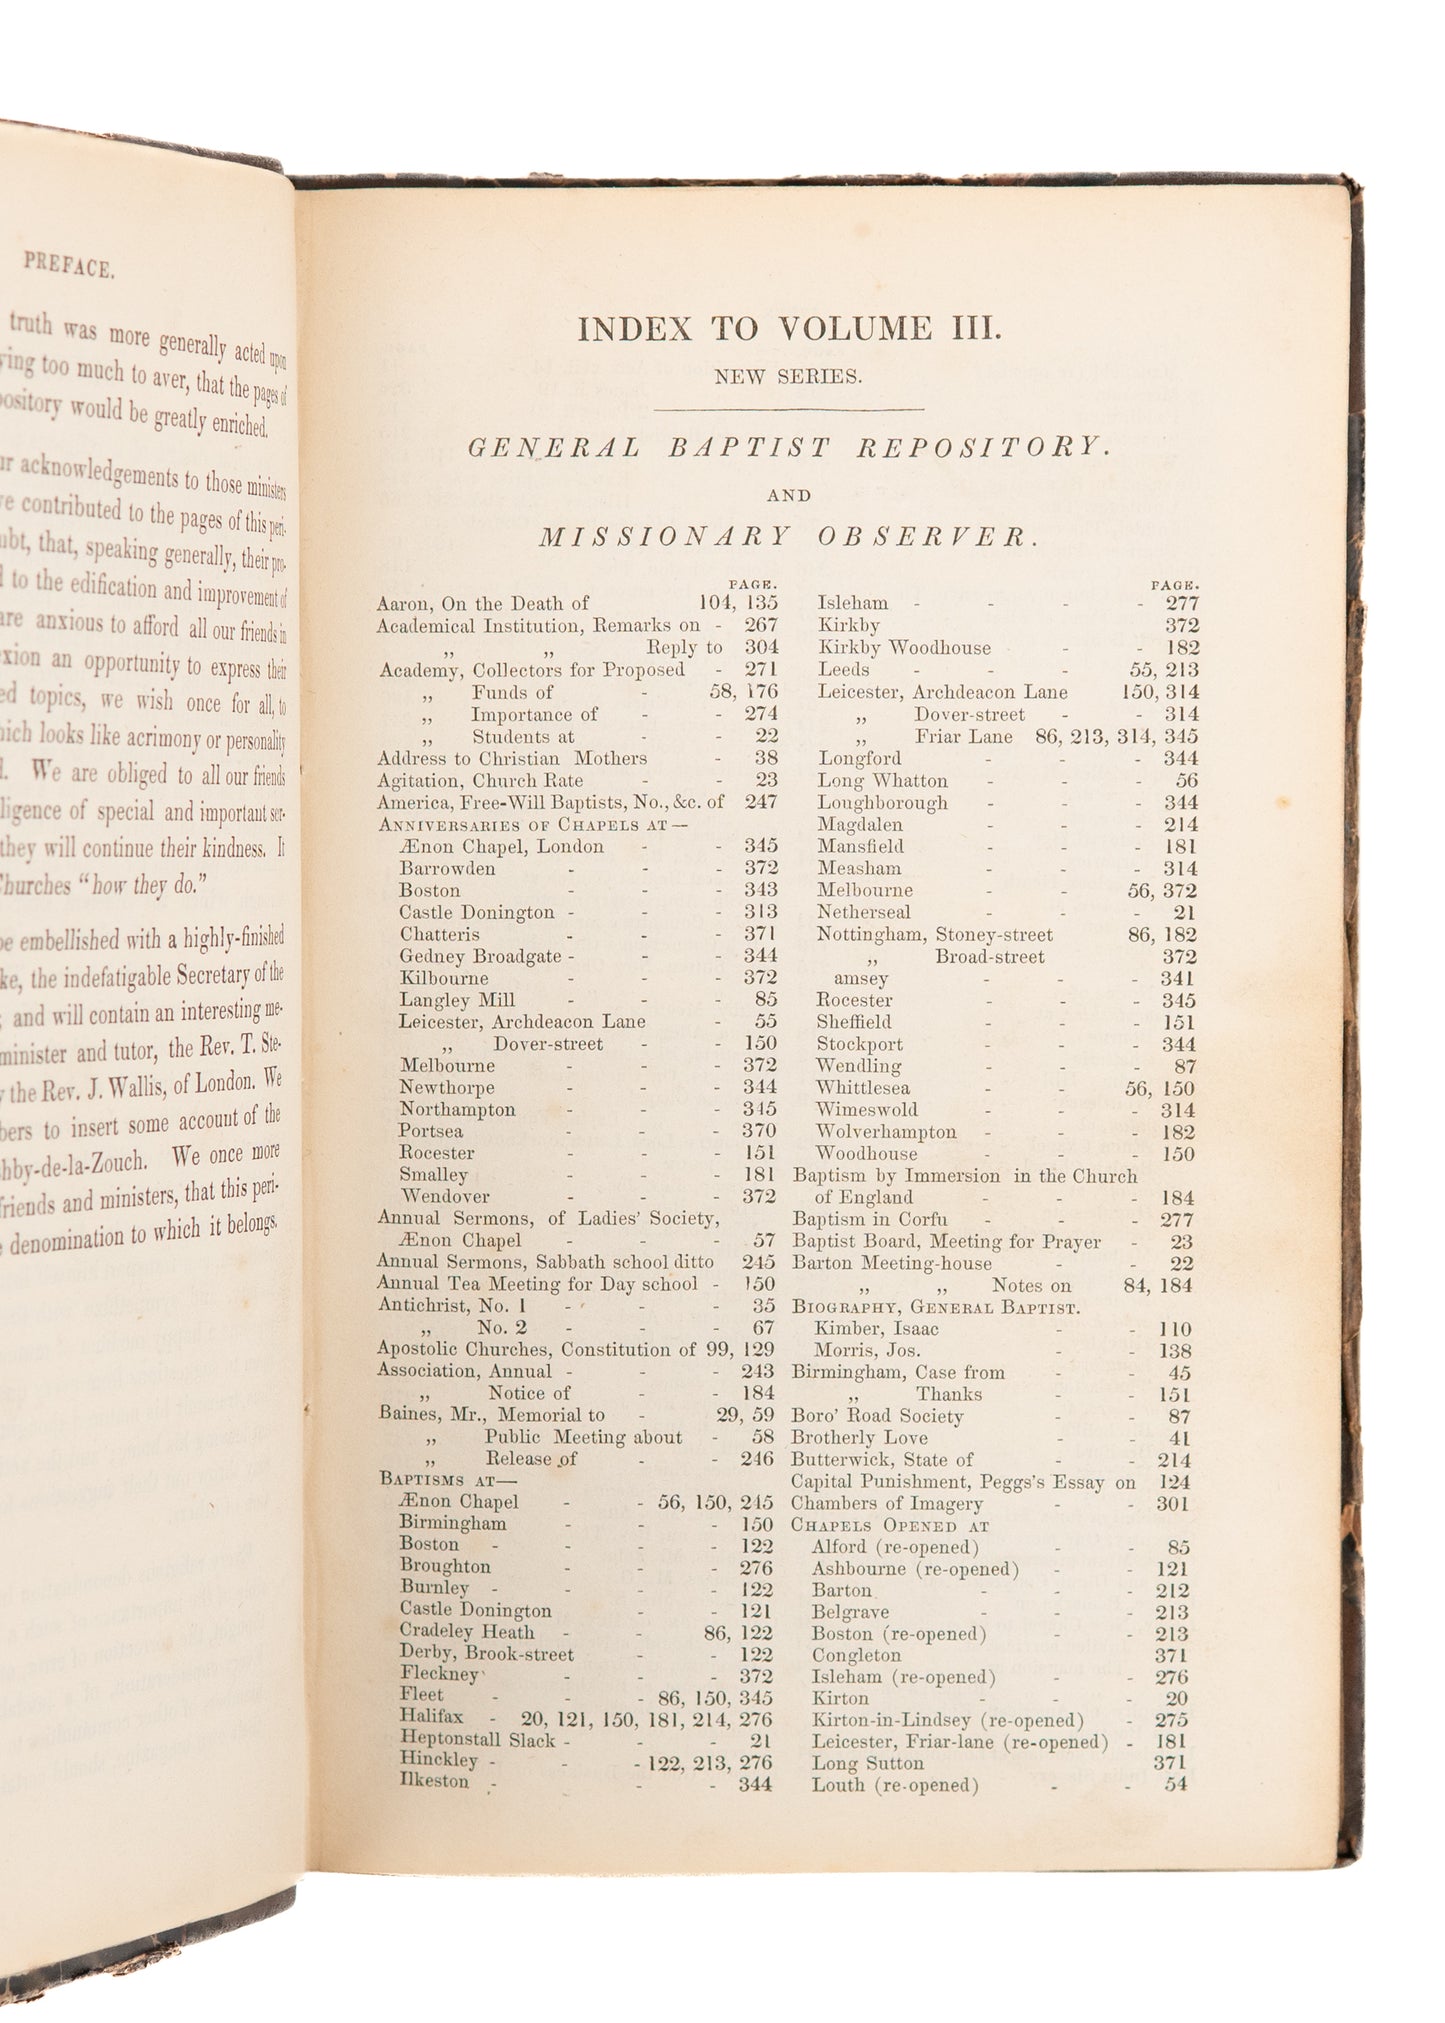 PREFACE.
truth was more generally acted upon
ving too much to aver, that the pages of
pository would be greatly enriched.
ur acknowledgements to those ministers
ve contributed to the pages of this peri-
ubt, that, speaking generally, their pro-
to the edification and improvement of
are anxious to afford all our friends in
xion an opportunity to express their
ed topics, we wish once for all, to
hich looks like acrimony or personality
We are obliged to all our friends
ligence of special and important ser-
they will continue their kindness. It
Churches "how they do."
be embellished with a highly-finished
ke, the indefatigable Secretary of the
; and will contain an interesting me-
minister and tutor, the Rev. T. Ste-
y the Rev. J. Wallis, of London. We
bers to insert some account of the
hby-de-la-Zouch. We once more
friends and ministers, that this peri-
denomination to which it belongs.
INDEX TO VOLUME III.
NEW SERIES.
GENERAL BAPTIST REPOSITORY.
AND
MISSIONARY OBSERVER.
PAGE.
Aaron, On the Death of 104, 135
Academical Institution, Remarks on - 267
„ „ Reply to 304
Academy, Collectors for Proposed - 271
„ Funds of - 58, 176
„ Importance of - - 274
„ Students at - - 22
Address to Christian Mothers - 38
Agitation, Church Rate - - 23
America, Free-Will Baptists, No., &c. of 247
ANNIVERSARIES OF CHAPELS AT—
Ænon Chapel, London - - 345
Barrowden - - - 372
Boston - - - 343
Castle Donington - - - 313
Chatteris - - - 371
Gedney Broadgate - - - 344
Kilbourne - - - 372
Langley Mill - - - 85
Leicester, Archdeacon Lane - 55
„ Dover-street - - 150
Melbourne - - - 372
Newthorpe - - - 344
Northampton - - - 345
Portsea - - - 370
Rocester - - - 151
Smalley - - - 181
Wendover - - - 372
Annual Sermons, of Ladies' Society,
Ænon Chapel - - - 57
Annual Sermons, Sabbath school ditto 245
Annual Tea Meeting for Day school - 150
Antichrist, No. 1 - - - 35
„ No. 2 - - - 67
Apostolic Churches, Constitution of 99, 129
Association, Annual - - - 243
„ Notice of - - 184
Baines, Mr., Memorial to - 29, 59
„ Public Meeting about - 58
„ Release of - - 246
BAPTISMS AT—
Ænon Chapel - - 56, 150, 245
Birmingham - - - 150
Boston - - - - 122
Broughton - - - 276
Burnley - - - - 122
Castle Donington - - 121
Cradeley Heath - - 86, 122
Derby, Brook-street - - 122
Fleckney - - - 372
Fleet - - - 86, 150, 345
Halifax - 20, 121, 150, 181, 214, 276
Heptonstall Slack - - - 21
Hinckley - - - 122, 213, 276
Ilkeston - - - 344
PAGE.
Isleham - - - - 277
Kirkby 372
Kirkby Woodhouse - - 182
Leeds - - - 55, 213
Leicester, Archdeacon Lane 150, 314
„ Dover-street - - 314
„ Friar Lane 86, 213, 314, 345
Longford - - - 344
Long Whatton - - - 56
Loughborough - - - 344
Magdalen - - - 214
Mansfield - - - 181
Measham - - - 314
Melbourne - - 56, 372
Netherseal - - - 21
Nottingham, Stoney-street 86, 182
„ Broad-street 372
amsey - - - 341
Rocester - - - 345
Sheffield - - - 151
Stockport - - - 344
Wendling - - - 87
Whittlesea - - 56, 150
Wimeswold - - - 314
Wolverhampton - - - 182
Woodhouse - - - 150
Baptism by Immersion in the Church
of England - - - 184
Baptism in Corfu - - - 277
Baptist Board, Meeting for Prayer - 23
Barton Meeting-house - - 22
„ „ Notes on 84, 184
BIOGRAPHY, GENERAL BAPTIST.
Kimber, Isaac - - 110
Morris, Jos. - - 138
Birmingham, Case from - - 45
„ Thanks - - 151
Boro' Road Society - - 87
Brotherly Love - - 41
Butterwick, State of - - 214
Capital Punishment, Peggs's Essay on 124
Chambers of Imagery - - 301
CHAPELS OPENED AT
Alford (re-opened) - - 85
Ashbourne (re-opened) - - 121
Barton - - - 212
Belgrave - - - 213
Boston (re-opened) - - 213
Congleton 371
Isleham (re-opened) - - 276
Kirton - - - 20
Kirton-in-Lindsey (re-opened) - 275
Leicester, Friar-lane (re-opened) - 181
Long Sutton 371
Louth (re-opened) - - 54